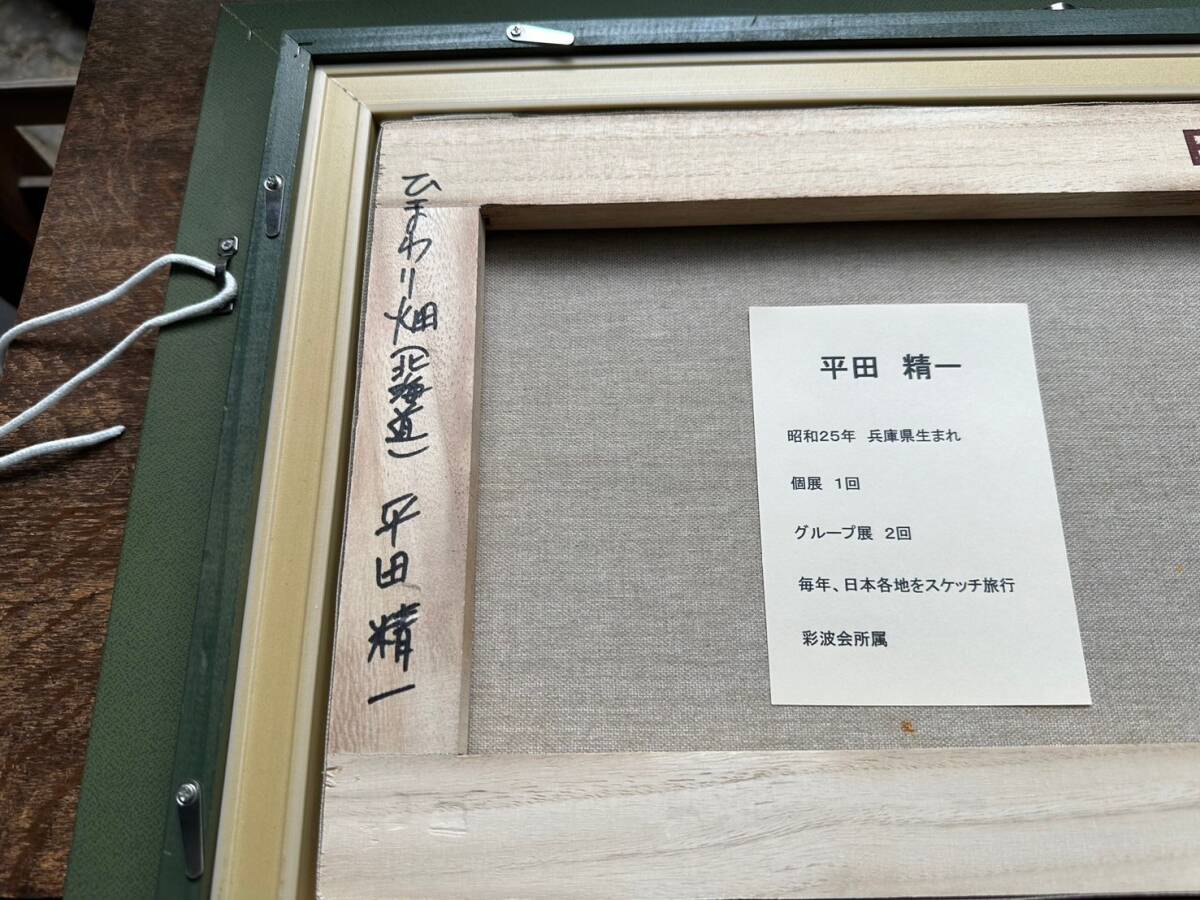 ひまわり畑(北海道) 平田精一
平田 精一
昭和25年 兵庫県生まれ
個展 1回
グループ展 2回
毎年、日本各地をスケッチ旅行
彩波会所属